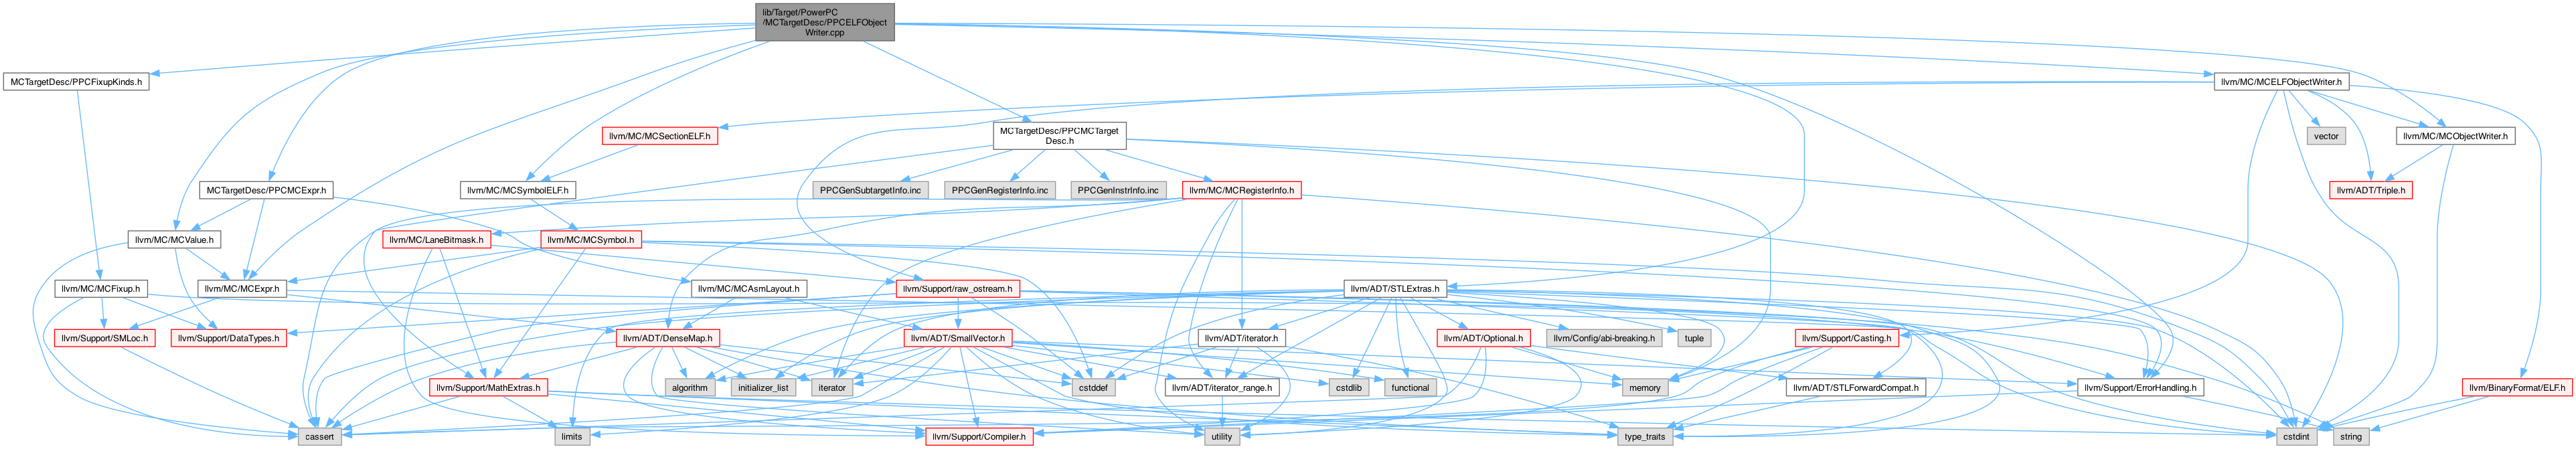 lib/Target/PowerPC
/MCTargetDesc/PPCELFObject
Writer.cpp
MCTargetDesc/PPCFixupKinds.h
llvm/MC/MCELFObjectWriter.h
llvm/MC/MCSectionELF.h
MCTargetDesc/PPCMCTarget
Desc.h
vector
llvm/MC/MCObjectWriter.h
MCTargetDesc/PPCMCExpr.h
llvm/MC/MCSymbolELF.h
PPCGenSubtargetInfo.inc
PPCGenRegisterInfo.inc
PPCGenInstrInfo.inc
llvm/MC/MCRegisterInfo.h
llvm/ADT/Triple.h
llvm/MC/MCValue.h
llvm/MC/LaneBitmask.h
llvm/MC/MCSymbol.h
llvm/MC/MCFixup.h
llvm/MC/MCExpr.h
llvm/MC/MCAsmLayout.h
llvm/Support/raw_ostream.h
llvm/ADT/STLExtras.h
llvm/Support/SMLoc.h
llvm/Support/DataTypes.h
llvm/ADT/DenseMap.h
llvm/ADT/SmallVector.h
llvm/ADT/iterator.h
llvm/ADT/Optional.h
llvm/Config/abi-breaking.h
tuple
llvm/Support/Casting.h
llvm/Support/MathExtras.h
algorithm
initializer_list
iterator
cstddef
llvm/ADT/iterator_range.h
cstdlib
functional
memory
llvm/ADT/STLForwardCompat.h
llvm/Support/ErrorHandling.h
llvm/BinaryFormat/ELF.h
cassert
limits
llvm/Support/Compiler.h
utility
type_traits
cstdint
string